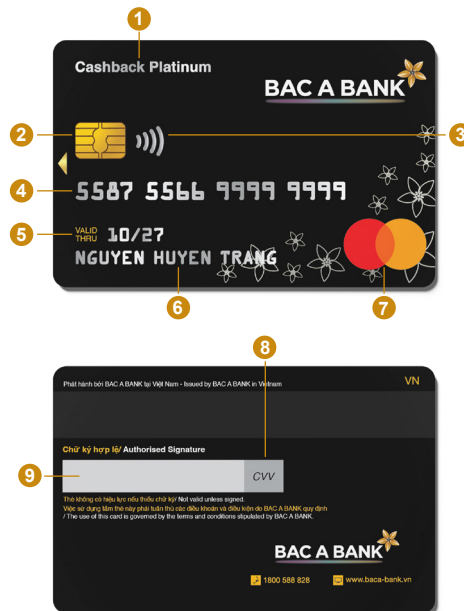 1
Cashback Platinum
BAC A BANK
2
3
4
5587 5566 9999 9999
5
VALID
THRU 10/27
NGUYEN HUYEN TRANG
6
7
8
Phát hành bởi BAC A BANK tại Việt Nam - Issued by BAC A BANK in Vietnam
VN
Chữ ký hợp lệ/ Authorised Signature
9
CVV
Thẻ không có hiệu lực nếu thiếu chữ ký/ Not valid unless signed.
Việc sử dụng tấm thẻ này phải tuân thủ các điều khoản và điều kiện do BAC A BANK quy định
/ The use of this card is governed by the terms and conditions stipulated by BAC A BANK.
BAC A BANK
1800 588 828
www.baca-bank.vn